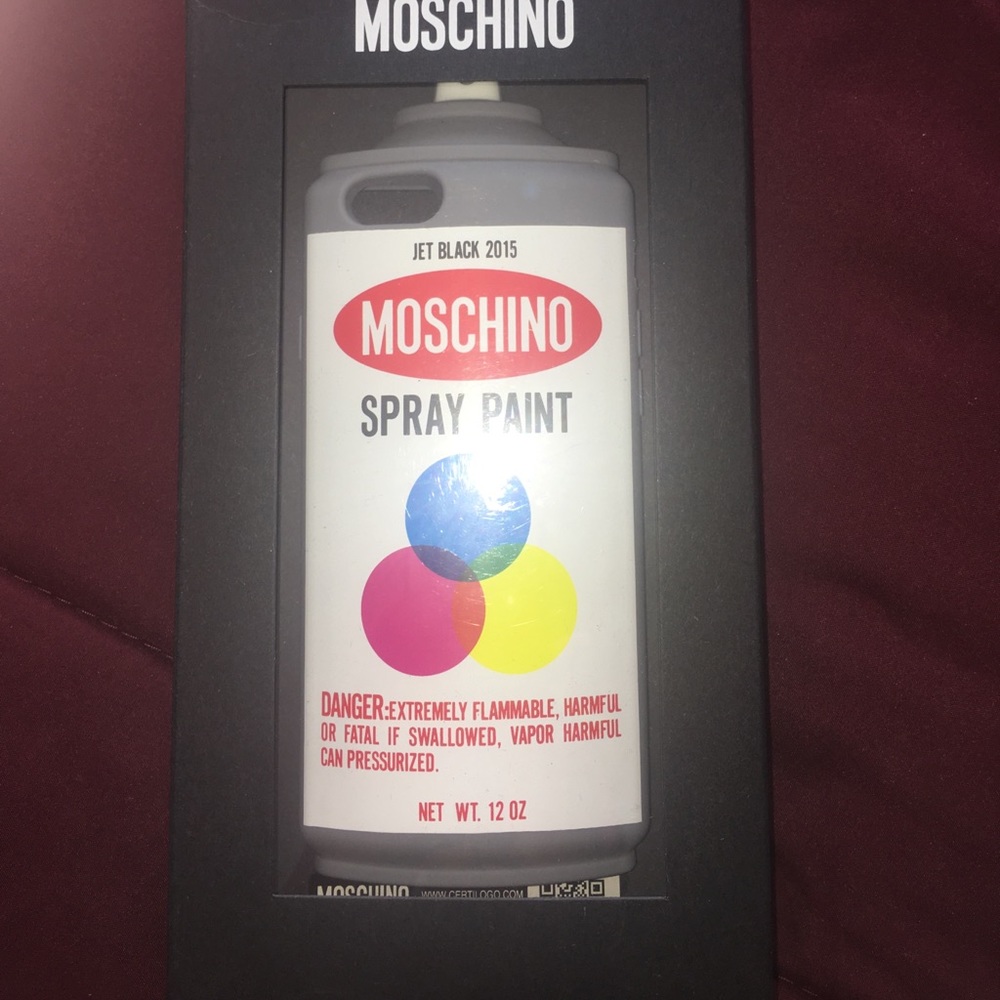 MOSCHINO
JET BLACK 2015
MOSCHINO
SPRAY PAINT
DANGER:EXTREMELY FLAMMABLE, HARMFUL
OR FATAL IF SWALLOWED, VAPOR HARMFUL
CAN PRESSURIZED.
NET WT. 12 OZ
MOSCHINO WWW.CERTILOGO.COM